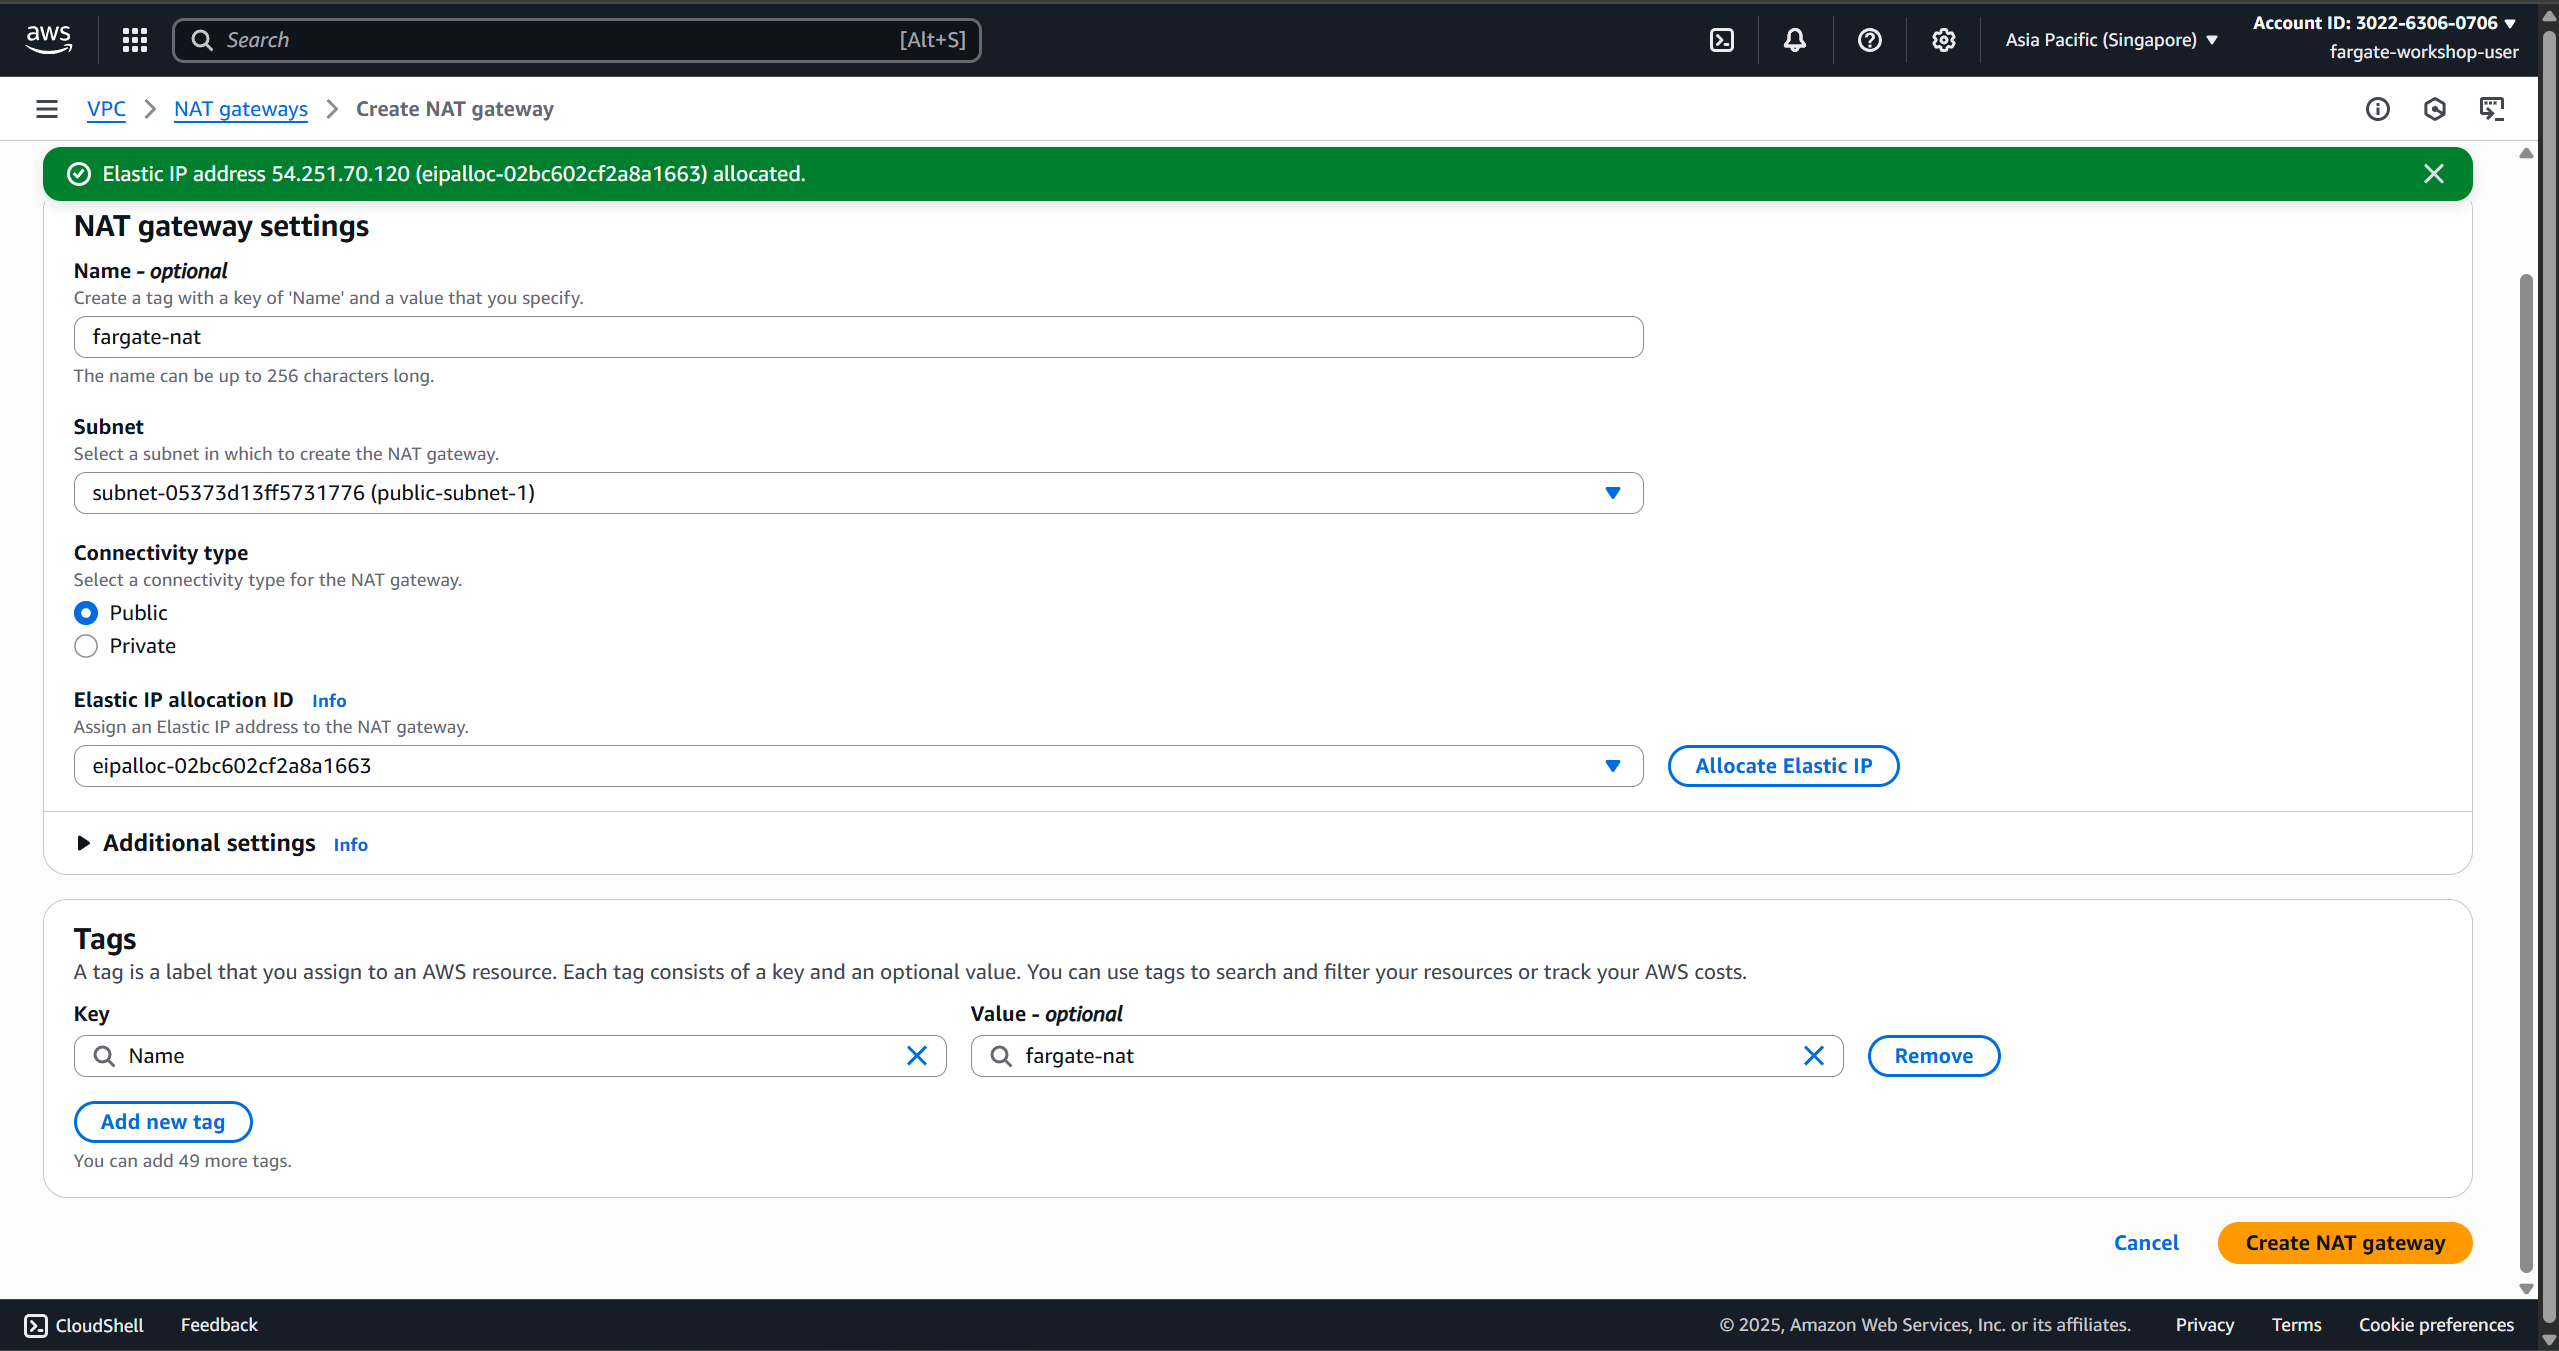 aws
Search
[Alt+S]
Asia Pacific (Singapore)
Account ID: 3022-6306-0706
fargate-workshop-user
VPC
NAT gateways
Create NAT gateway
Elastic IP address 54.251.70.120 (eipalloc-02bc602cf2a8a1663) allocated.
NAT gateway settings
Name - optional
Create a tag with a key of 'Name' and a value that you specify.
fargate-nat
The name can be up to 256 characters long.
Subnet
Select a subnet in which to create the NAT gateway.
subnet-05373d13ff5731776 (public-subnet-1)
Connectivity type
Select a connectivity type for the NAT gateway.
Public
Private
Elastic IP allocation ID Info
Assign an Elastic IP address to the NAT gateway.
eipalloc-02bc602cf2a8a1663
Allocate Elastic IP
Additional settings Info
Tags
A tag is a label that you assign to an AWS resource. Each tag consists of a key and an optional value. You can use tags to search and filter your resources or track your AWS costs.
Key
Value - optional
Name
fargate-nat
Remove
Add new tag
You can add 49 more tags.
Cancel
Create NAT gateway
CloudShell
Feedback
© 2025, Amazon Web Services, Inc. or its affiliates.
Privacy
Terms
Cookie preferences